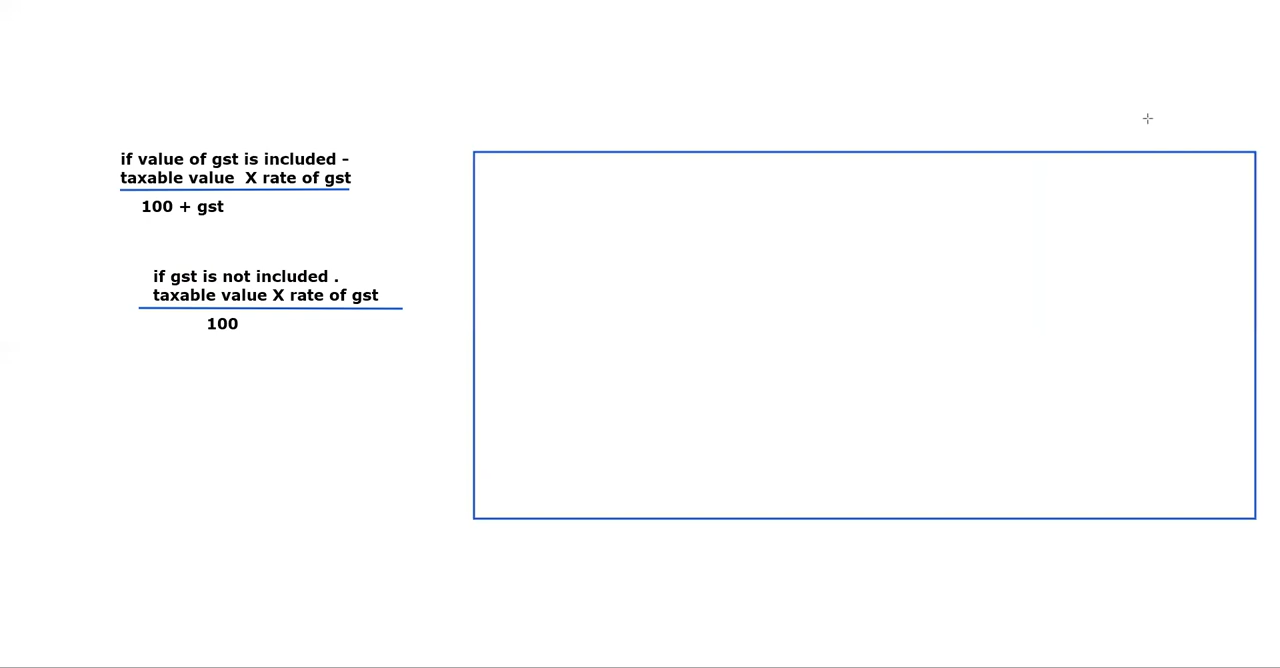 if value of gst is included -
taxable value  X rate of gst
100 + gst
if gst is not included .
taxable value X rate of gst
100